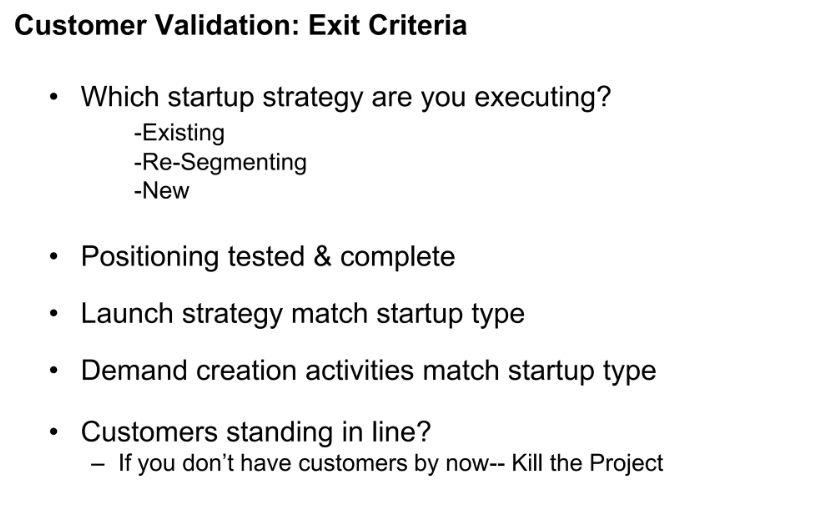 Customer Validation: Exit Criteria
• Which startup strategy are you executing?
-Existing
-Re-Segmenting
-New
• Positioning tested & complete
• Launch strategy match startup type
• Demand creation activities match startup type
• Customers standing in line?
– If you don’t have customers by now-- Kill the Project